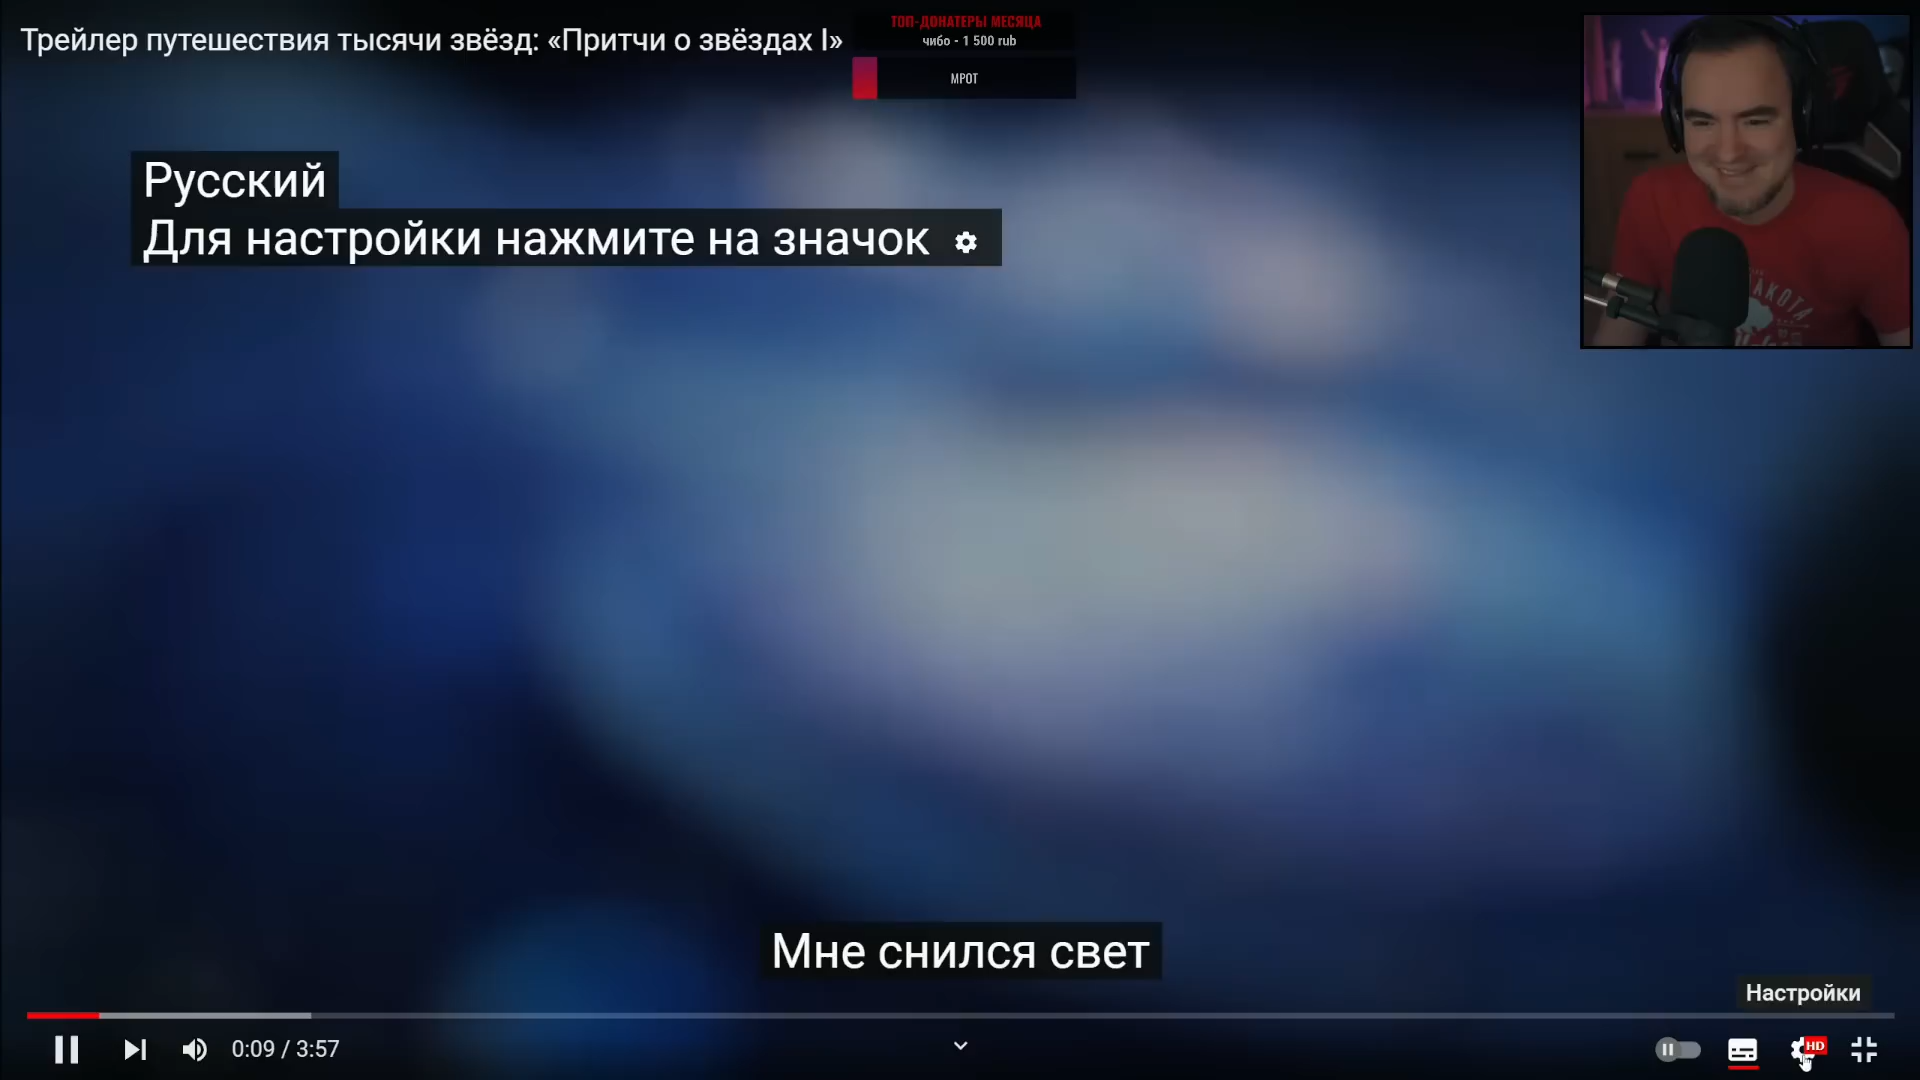 Трейлер путешествия тысячи звёзд: «Притчи о звёздах I»
ТОП-ДОНАТЕРЫ МЕСЯЦА
чибо - 1 500 rub
МРОТ
Русский
Для настройки нажмите на значок
Мне снился свет
Настройки
0:09 / 3:57
HD